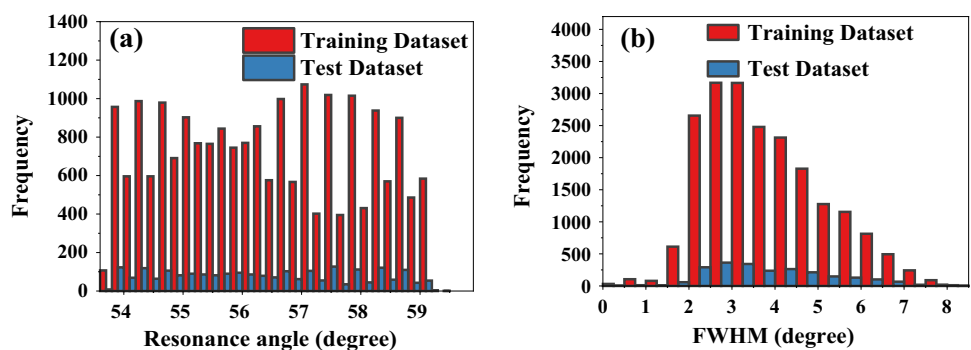 (a)
Training Dataset
Test Dataset
Frequency
1400
1200
1000
800
600
400
200
0
54 55 56 57 58 59
Resonance angle (degree)
(b)
Training Dataset
Test Dataset
Frequency
4000
3500
3000
2500
2000
1500
1000
500
0
0 1 2 3 4 5 6 7 8
FWHM (degree)